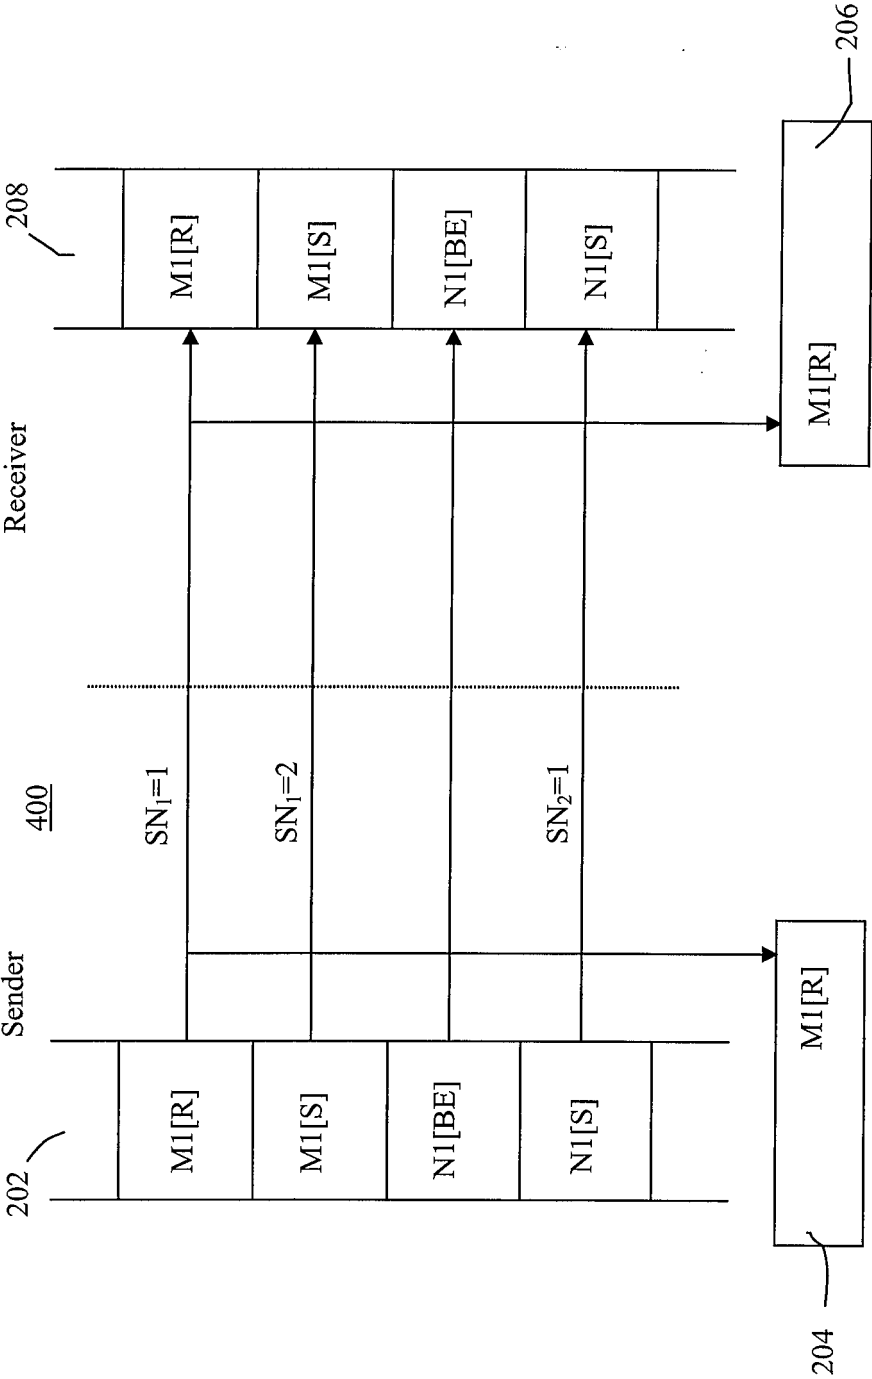 400
Sender
Receiver
202
208
M1[R]
SN₁=1
M1[R]
M1[S]
SN₁=2
M1[S]
N1[BE]
N1[BE]
N1[S]
SN₂=1
N1[S]
M1[R]
M1[R]
204
206